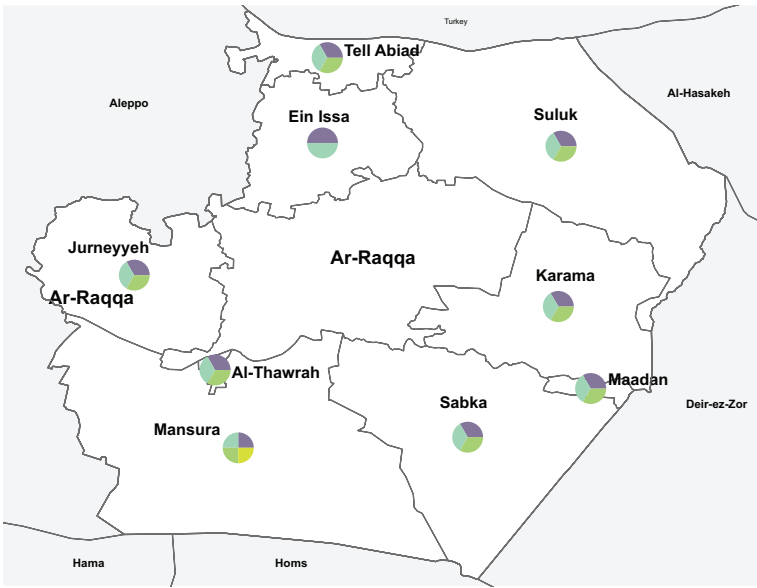 Turkey
Tell Abiad
Al-Hasakeh
Aleppo
Ein Issa
Suluk
Jurneyyeh
Ar-Raqqa
Karama
Ar-Raqqa
Al-Thawrah
Maadan
Sabka
Deir-ez-Zor
Mansura
Hama
Homs